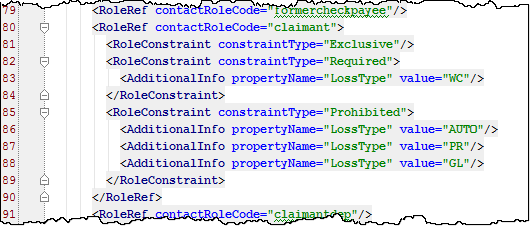 79 <RoleRef contactRoleCode="formercheckpayee"/>
80 <RoleRef contactRoleCode="claimant">
81 <RoleConstraint constraintType="Exclusive"/>
82 <RoleConstraint constraintType="Required">
83 <AdditionalInfo propertyName="LossType" value="WC"/>
84 </RoleConstraint>
85 <RoleConstraint constraintType="Prohibited">
86 <AdditionalInfo propertyName="LossType" value="AUTO"/>
87 <AdditionalInfo propertyName="LossType" value="PR"/>
88 <AdditionalInfo propertyName="LossType" value="GL"/>
89 </RoleConstraint>
90 </RoleRef>
91 <RoleRef contactRoleCode="claimantdep"/>